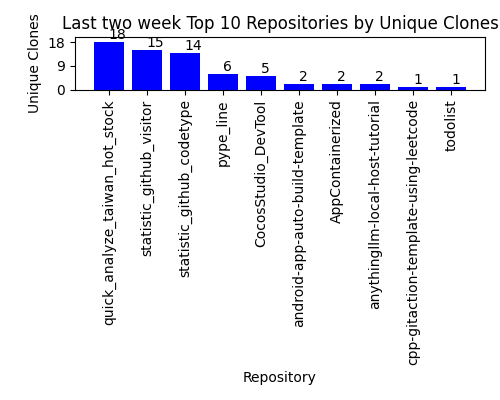 Last two week Top 10 Repositories by Unique Clones
Unique Clones
18
9
0
18
15
14
6
5
2
2
2
1
1
quick_analyze_taiwan_hot_stock
statistic_github_visitor
statistic_github_codetype
pype_line
CocosStudio_DevTool
android-app-auto-build-template
AppContainerized
anythingllm-local-host-tutorial
cpp-gitaction-template-using-leetcode
todolist
Repository